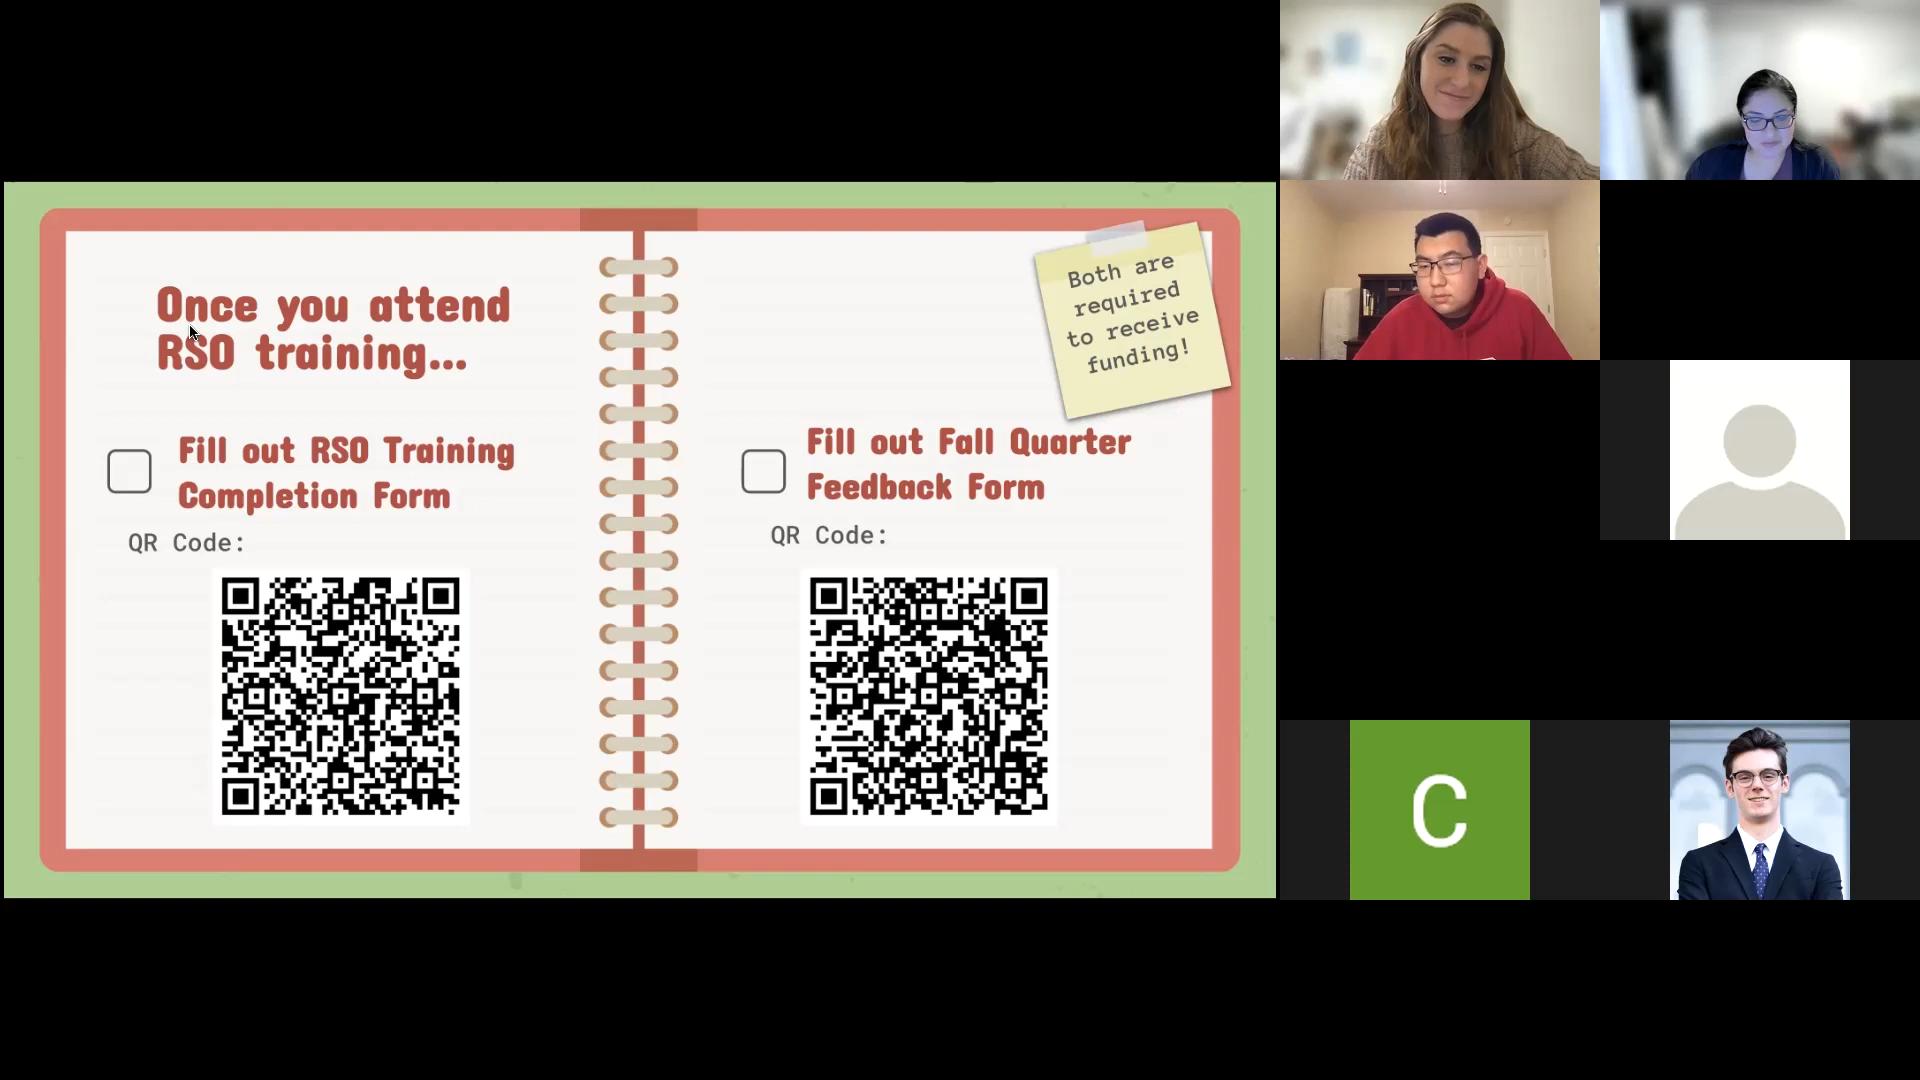 Once you attend
RSO training...
Fill out RSO Training
Completion Form
QR Code:
Both are
required
to receive
funding!
Fill out Fall Quarter
Feedback Form
QR Code:
C